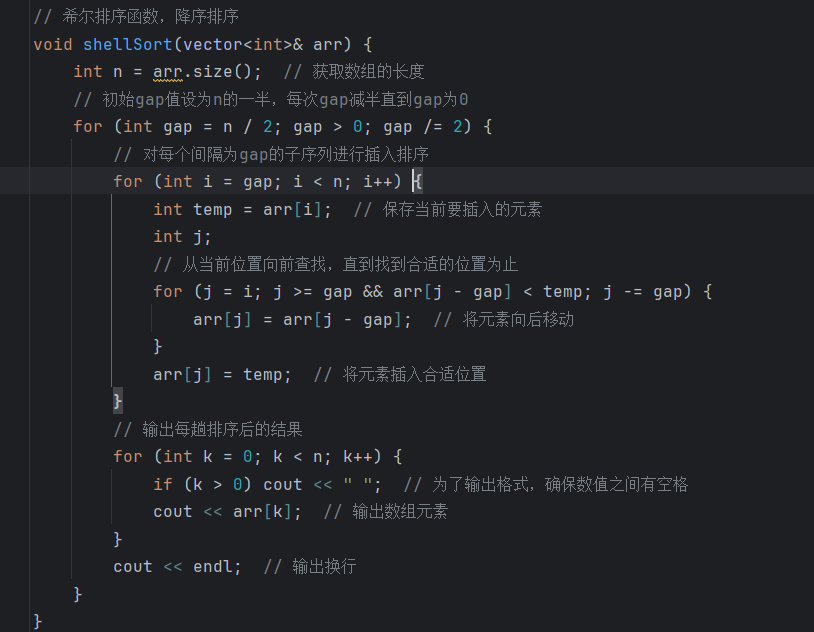 // 希尔排序函数，降序排序
void shellSort(vector<int>& arr) {
    int n = arr.size();  // 获取数组的长度
    // 初始gap值设为n的一半，每次gap减半直到gap为0
    for (int gap = n / 2; gap > 0; gap /= 2) {
        // 对每个间隔为gap的子序列进行插入排序
        for (int i = gap; i < n; i++) {
            int temp = arr[i];  // 保存当前要插入的元素
            int j;
            // 从当前位置向前查找，直到找到合适的位置为止
            for (j = i; j >= gap && arr[j - gap] < temp; j -= gap) {
                arr[j] = arr[j - gap];  // 将元素向后移动
            }
            arr[j] = temp;  // 将元素插入合适位置
        }
        // 输出每趟排序后的结果
        for (int k = 0; k < n; k++) {
            if (k > 0) cout << " ";  // 为了输出格式，确保数值之间有空格
            cout << arr[k];  // 输出数组元素
        }
        cout << endl;  // 输出换行
    }
}